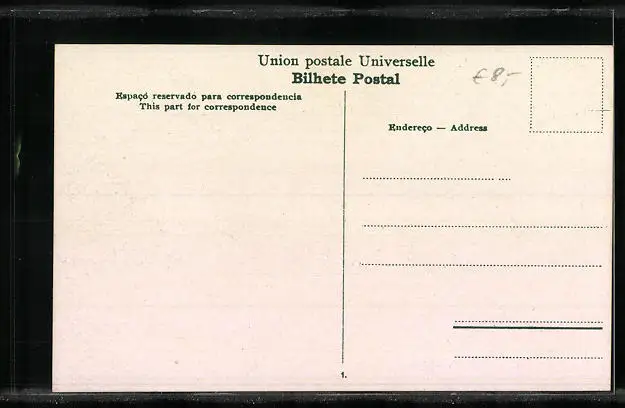 Union postale Universelle
Bilhete Postal
€8,-
Espaçó reservado para correspondencia
This part for correspondence
Endereço — Address
1.